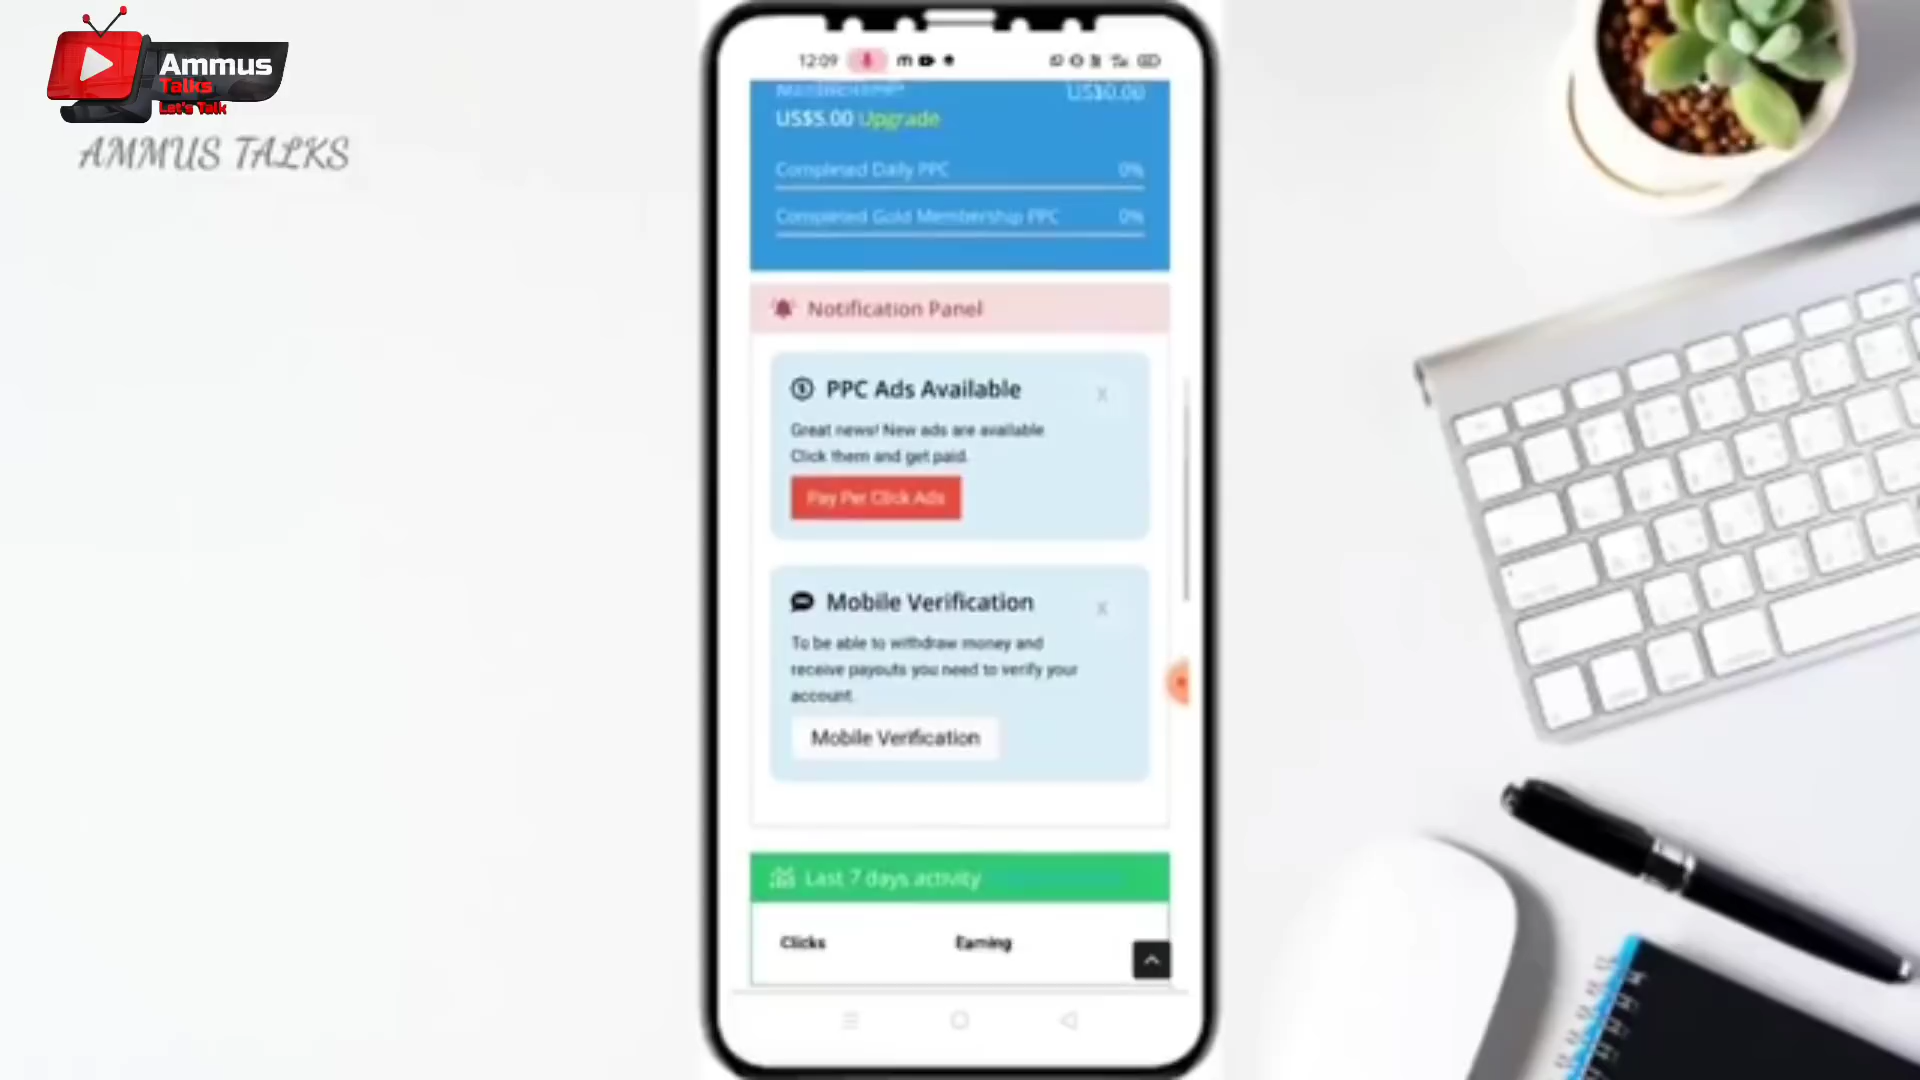 Ammus
Talks
Let's Talk
AMMUS TALKS
12:09
US$0.00
US$5.00 Upgrade
Completed Daily PPC 0%
Completed Gold Membership PPC 0%
Notification Panel
PPC Ads Available X
Great news! New ads are available
Click them and get paid.
Pay Per Click Ads
Mobile Verification X
To be able to withdraw money and
receive payouts you need to verify your
account.
Mobile Verification
Last 7 days activity
Clicks Earning